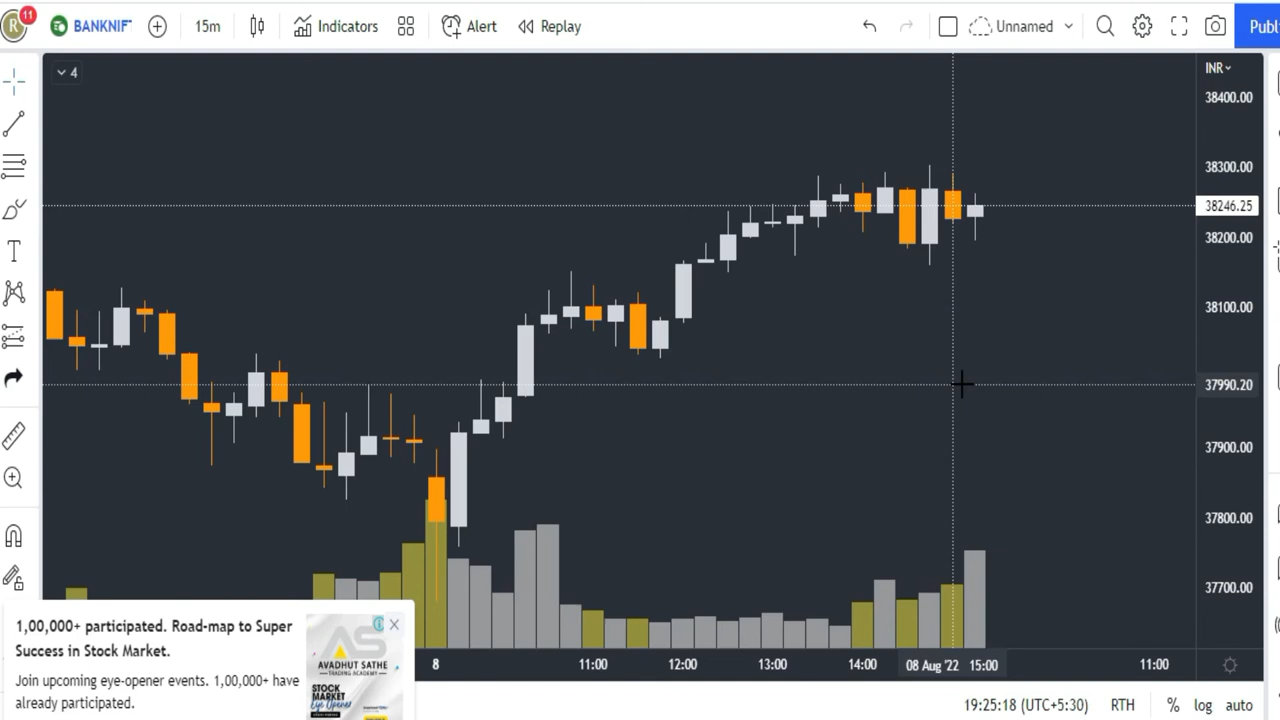 R
11
BANKNIFT
15m
Indicators
Alert
Replay
Unnamed
Publ
4
INR
38400.00
38300.00
38246.25
38200.00
38100.00
37990.20
37900.00
37800.00
37700.00
T
8
11:00
12:00
13:00
14:00
08 Aug '22
15:00
11:00
1,00,000+ participated. Road-map to Super
Success in Stock Market.
Join upcoming eye-opener events. 1,00,000+ have
already participated.
AS
AVADHUT SATHE
TRADING ACADEMY
STOCK
MARKET
19:25:18 (UTC+5:30)
RTH
%
log
auto